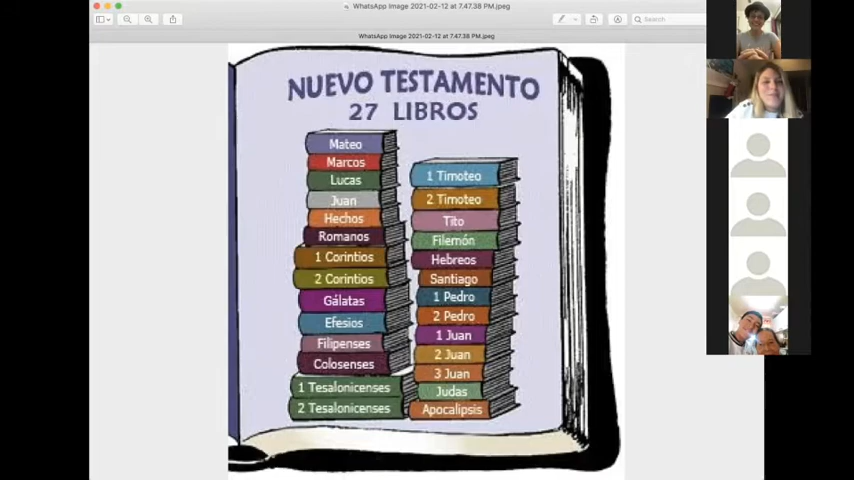 WhatsApp Image 2021-02-12 at 7.47.38 PM.jpeg
Search
WhatsApp Image 2021-02-12 at 7.47.38 PM.jpeg
NUEVO TESTAMENTO
27 LIBROS
Mateo
Marcos
Lucas
Juan
Hechos
Romanos
1 Corintios
2 Corintios
Gálatas
Efesios
Filipenses
Colosenses
1 Tesalonicenses
2 Tesalonicenses
1 Timoteo
2 Timoteo
Tito
Filemón
Hebreos
Santiago
1 Pedro
2 Pedro
1 Juan
2 Juan
3 Juan
Judas
Apocalipsis